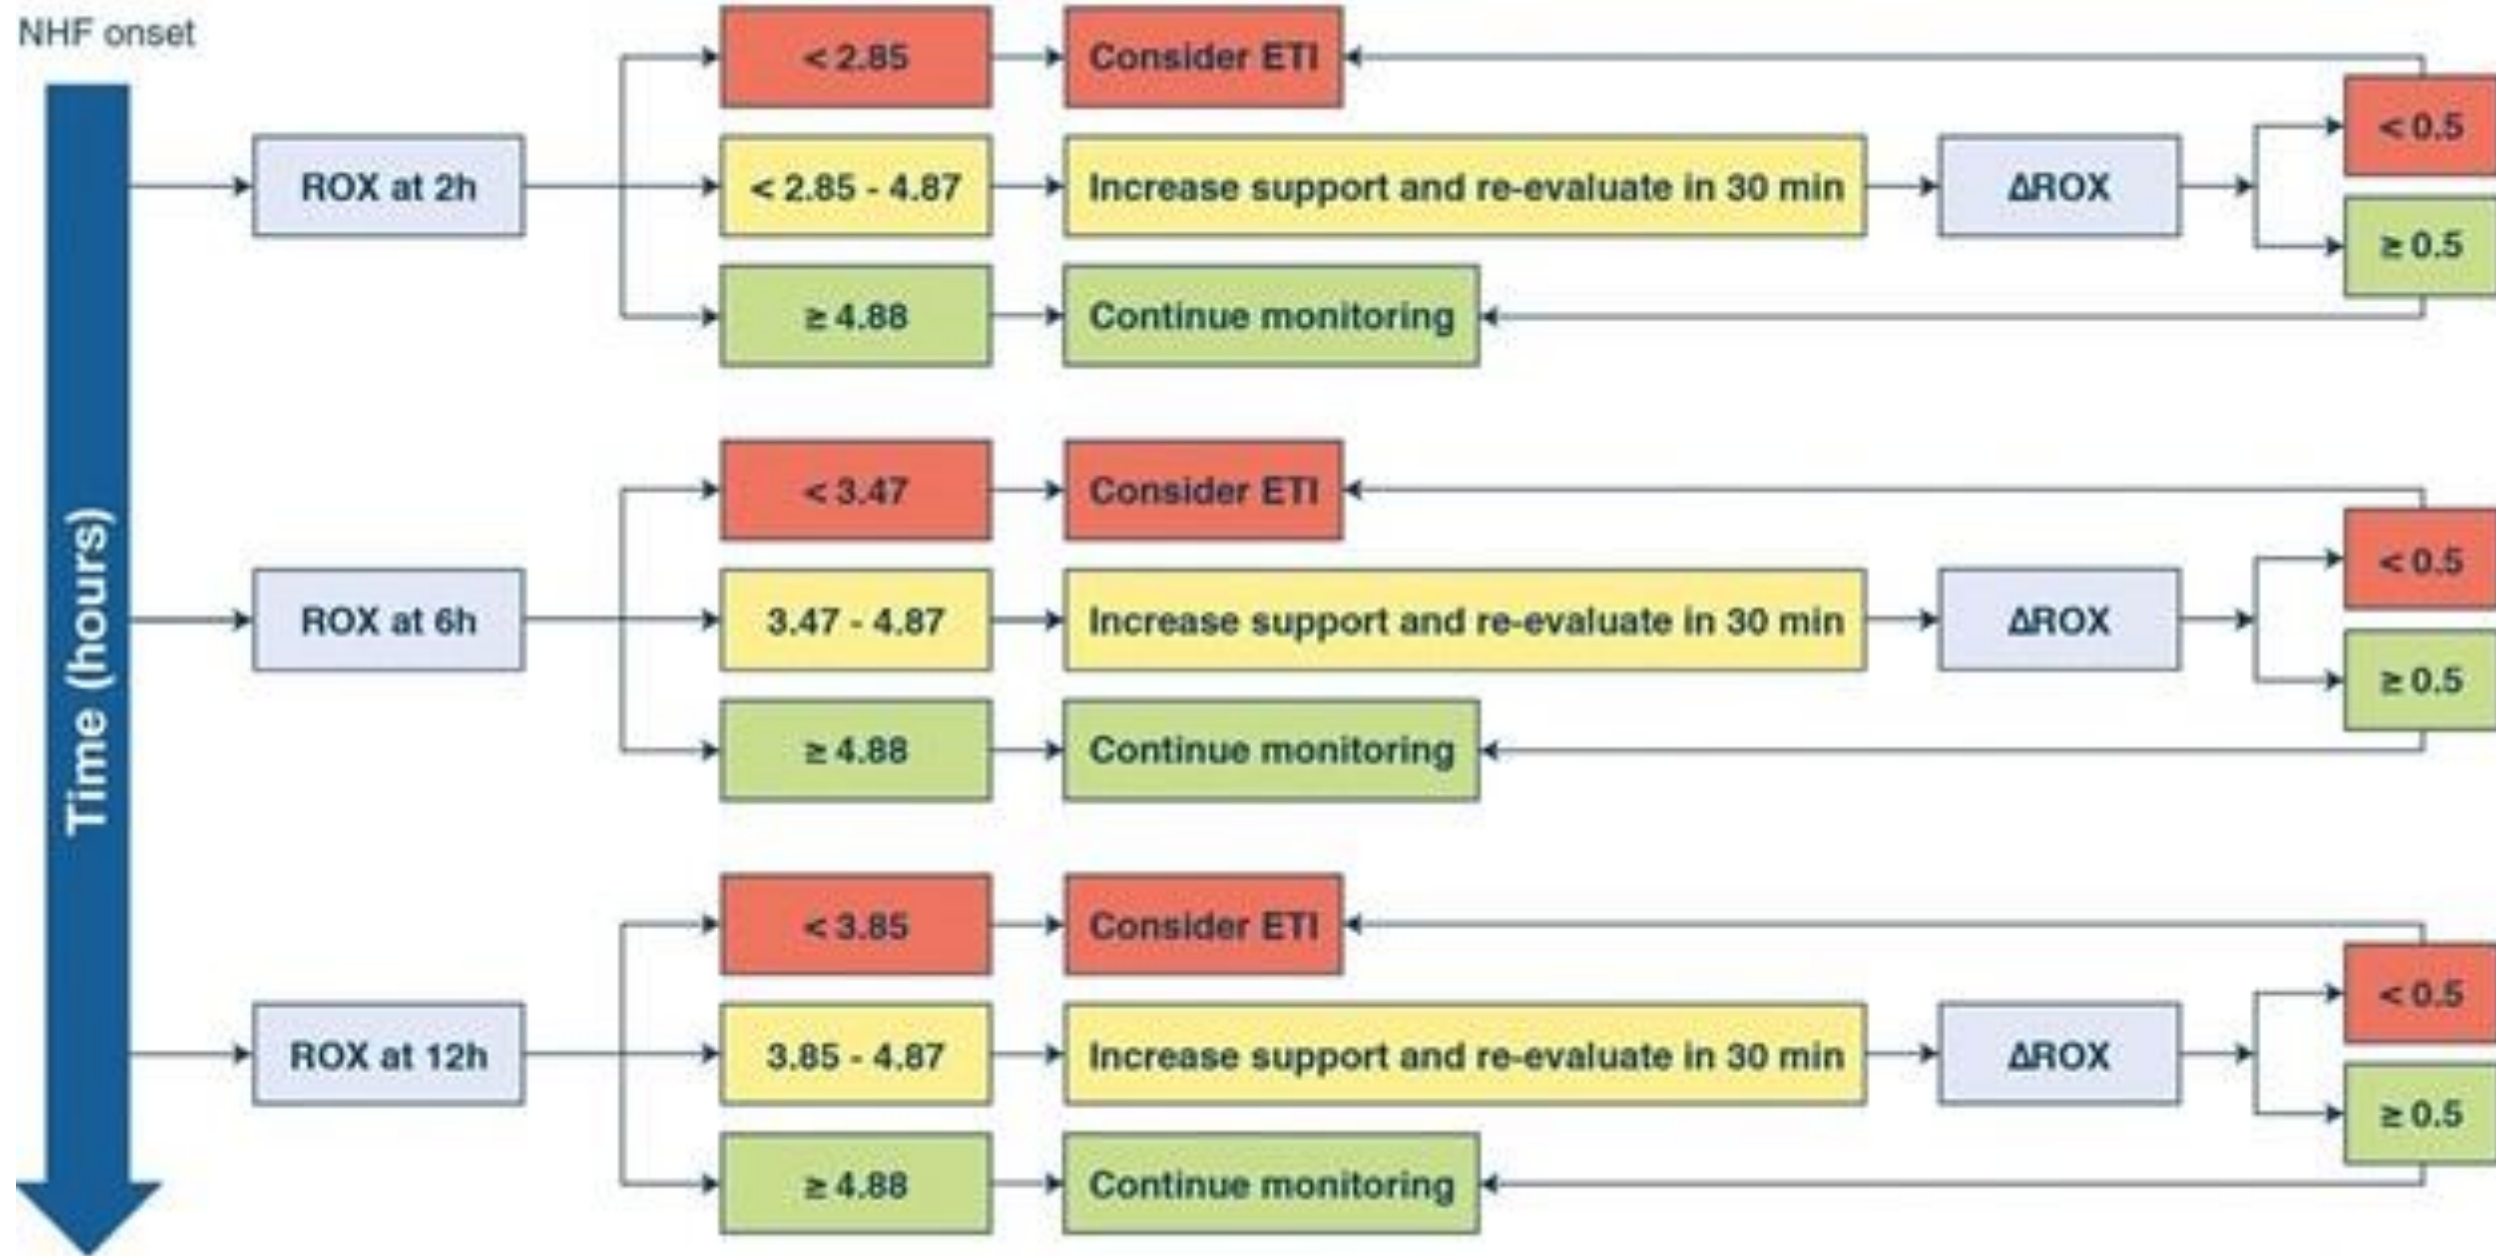 NHF onset
Time (hours)
ROX at 2h
< 2.85
Consider ETI
< 2.85 - 4.87
Increase support and re-evaluate in 30 min
ΔROX
< 0.5
≥ 0.5
≥ 4.88
Continue monitoring
ROX at 6h
< 3.47
Consider ETI
3.47 - 4.87
Increase support and re-evaluate in 30 min
ΔROX
< 0.5
≥ 0.5
≥ 4.88
Continue monitoring
ROX at 12h
< 3.85
Consider ETI
3.85 - 4.87
Increase support and re-evaluate in 30 min
ΔROX
< 0.5
≥ 0.5
≥ 4.88
Continue monitoring